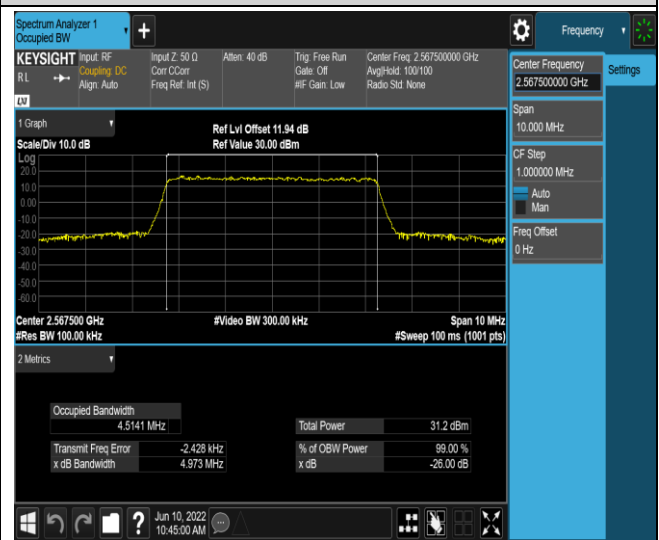 Spectrum Analyzer 1
Occupied BW
+
Frequency
KEYSIGHT
Input: RF
Input Z: 50 Ω
Atten: 40 dB
Trig: Free Run
Center Freq: 2.567500000 GHz
RL
Coupling: DC
Corr CCorr
Gate: Off
Avg|Hold: 100/100
Align: Auto
Freq Ref: Int (S)
#IF Gain: Low
Radio Std: None
LXI
Center Frequency
2.567500000 GHz
Settings
Span
10.000 MHz
CF Step
1.000000 MHz
Auto
Man
Freq Offset
0 Hz
1 Graph
Ref Lvl Offset 11.94 dB
Scale/Div 10.0 dB
Ref Value 30.00 dBm
Log
20.0
10.0
0.00
-10.0
-20.0
-30.0
-40.0
-50.0
-60.0
Center 2.567500 GHz
#Video BW 300.00 kHz
Span 10 MHz
#Res BW 100.00 kHz
#Sweep 100 ms (1001 pts)
2 Metrics
Occupied Bandwidth
4.5141 MHz
Total Power
31.2 dBm
Transmit Freq Error
-2.428 kHz
% of OBW Power
99.00 %
x dB Bandwidth
4.973 MHz
x dB
-26.00 dB
?
Jun 10, 2022
10:45:00 AM